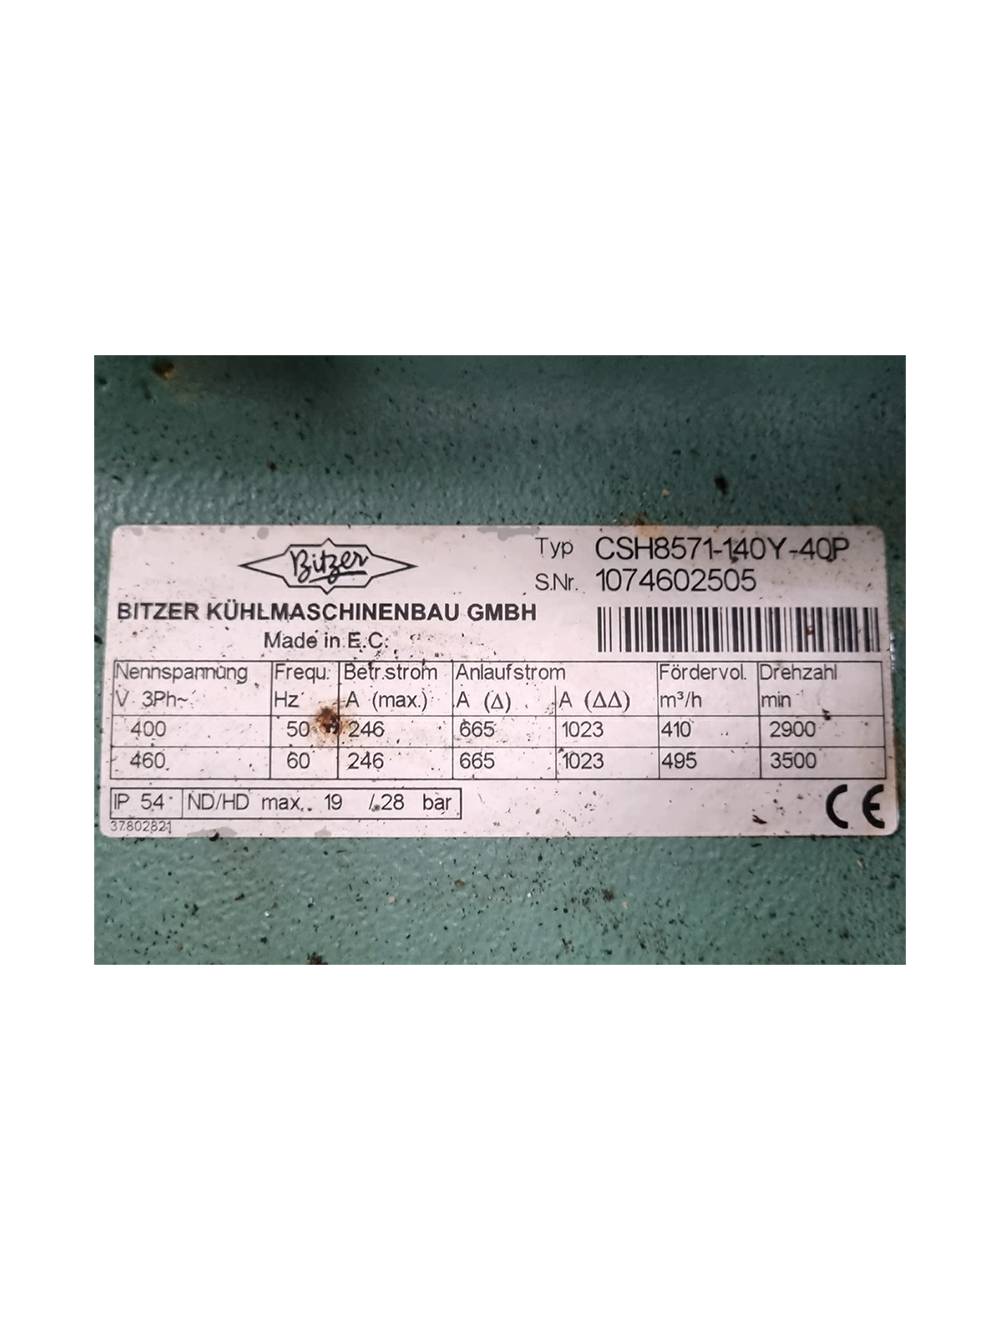 Bitzer
Typ CSH8571-140Y-40P
S.Nr. 1074602505
BITZER KÜHLMASCHINENBAU GMBH
Made in E.C.
Nennspannung Frequ. Betr.strom Anlaufstrom Fördervol. Drehzahl
V 3Ph~ Hz A (max.) A (Δ) A (ΔΔ) m³/h min
400 50 246 665 1023 410 2900
460 60 246 665 1023 495 3500
IP 54 ND/HD max. 19 / 28 bar
CE
37802821